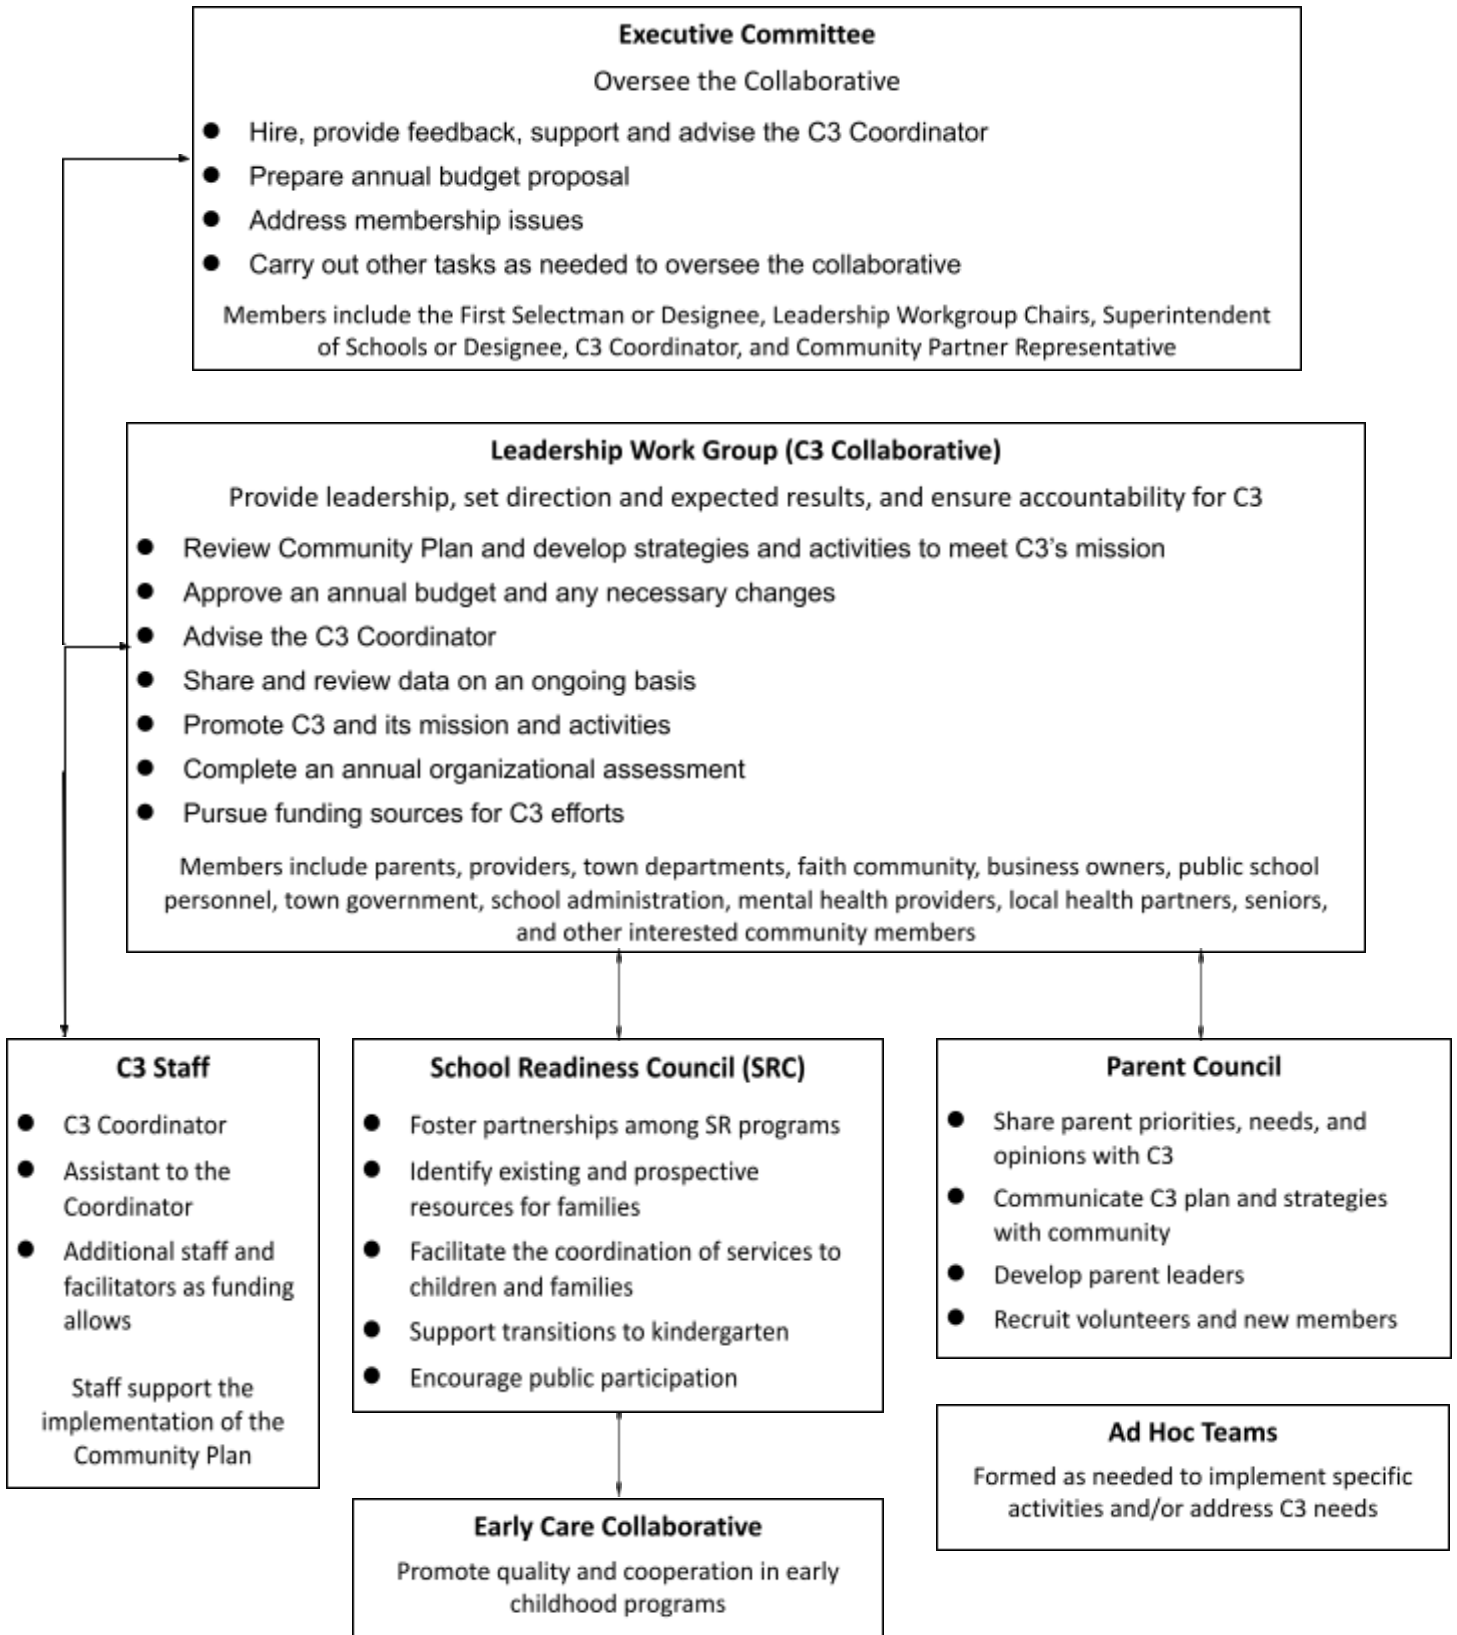 Executive Committee
Oversee the Collaborative
● Hire, provide feedback, support and advise the C3 Coordinator
● Prepare annual budget proposal
● Address membership issues
● Carry out other tasks as needed to oversee the collaborative
Members include the First Selectman or Designee, Leadership Workgroup Chairs, Superintendent
of Schools or Designee, C3 Coordinator, and Community Partner Representative
Leadership Work Group (C3 Collaborative)
Provide leadership, set direction and expected results, and ensure accountability for C3
● Review Community Plan and develop strategies and activities to meet C3’s mission
● Approve an annual budget and any necessary changes
● Advise the C3 Coordinator
● Share and review data on an ongoing basis
● Promote C3 and its mission and activities
● Complete an annual organizational assessment
● Pursue funding sources for C3 efforts
Members include parents, providers, town departments, faith community, business owners, public school
personnel, town government, school administration, mental health providers, local health partners, seniors,
and other interested community members
C3 Staff
● C3 Coordinator
● Assistant to the
Coordinator
● Additional staff and
facilitators as funding
allows
Staff support the
implementation of the
Community Plan
School Readiness Council (SRC)
● Foster partnerships among SR programs
● Identify existing and prospective
resources for families
● Facilitate the coordination of services to
children and families
● Support transitions to kindergarten
● Encourage public participation
Parent Council
● Share parent priorities, needs, and
opinions with C3
● Communicate C3 plan and strategies
with community
● Develop parent leaders
● Recruit volunteers and new members
Ad Hoc Teams
Formed as needed to implement specific
activities and/or address C3 needs
Early Care Collaborative
Promote quality and cooperation in early
childhood programs